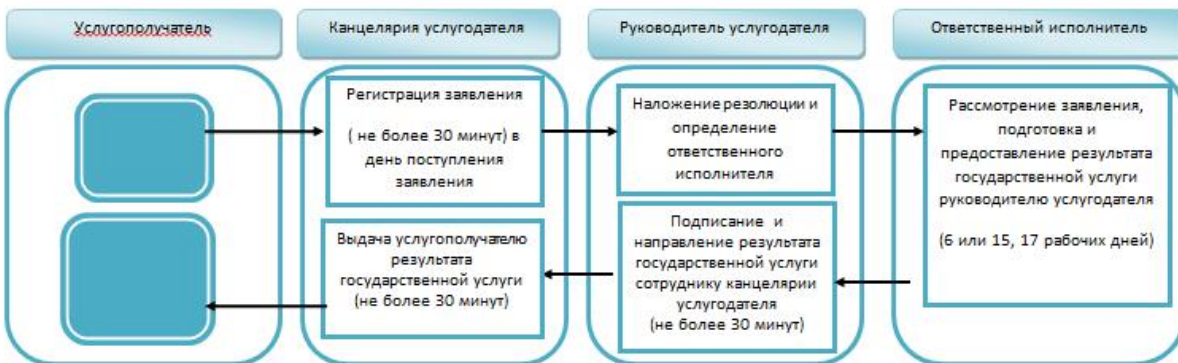 Услугополучатель
Канцелярия услугодателя
Руководитель услугодателя
Ответственный исполнитель
Регистрация заявления
( не более 30 минут) в
день поступления
заявления
Наложение резолюции и
определение
ответственного
исполнителя
Рассмотрение заявления,
подготовка и
предоставление результата
государственной услуги
руководителю услугодателя
(6 или 15, 17 рабочих дней)
Выдача услугополучателю
результата
государственной услуги
(не более 30 минут)
Подписание и
направление результата
государственной услуги
сотруднику канцелярии
услугодателя
(не более 30 минут)